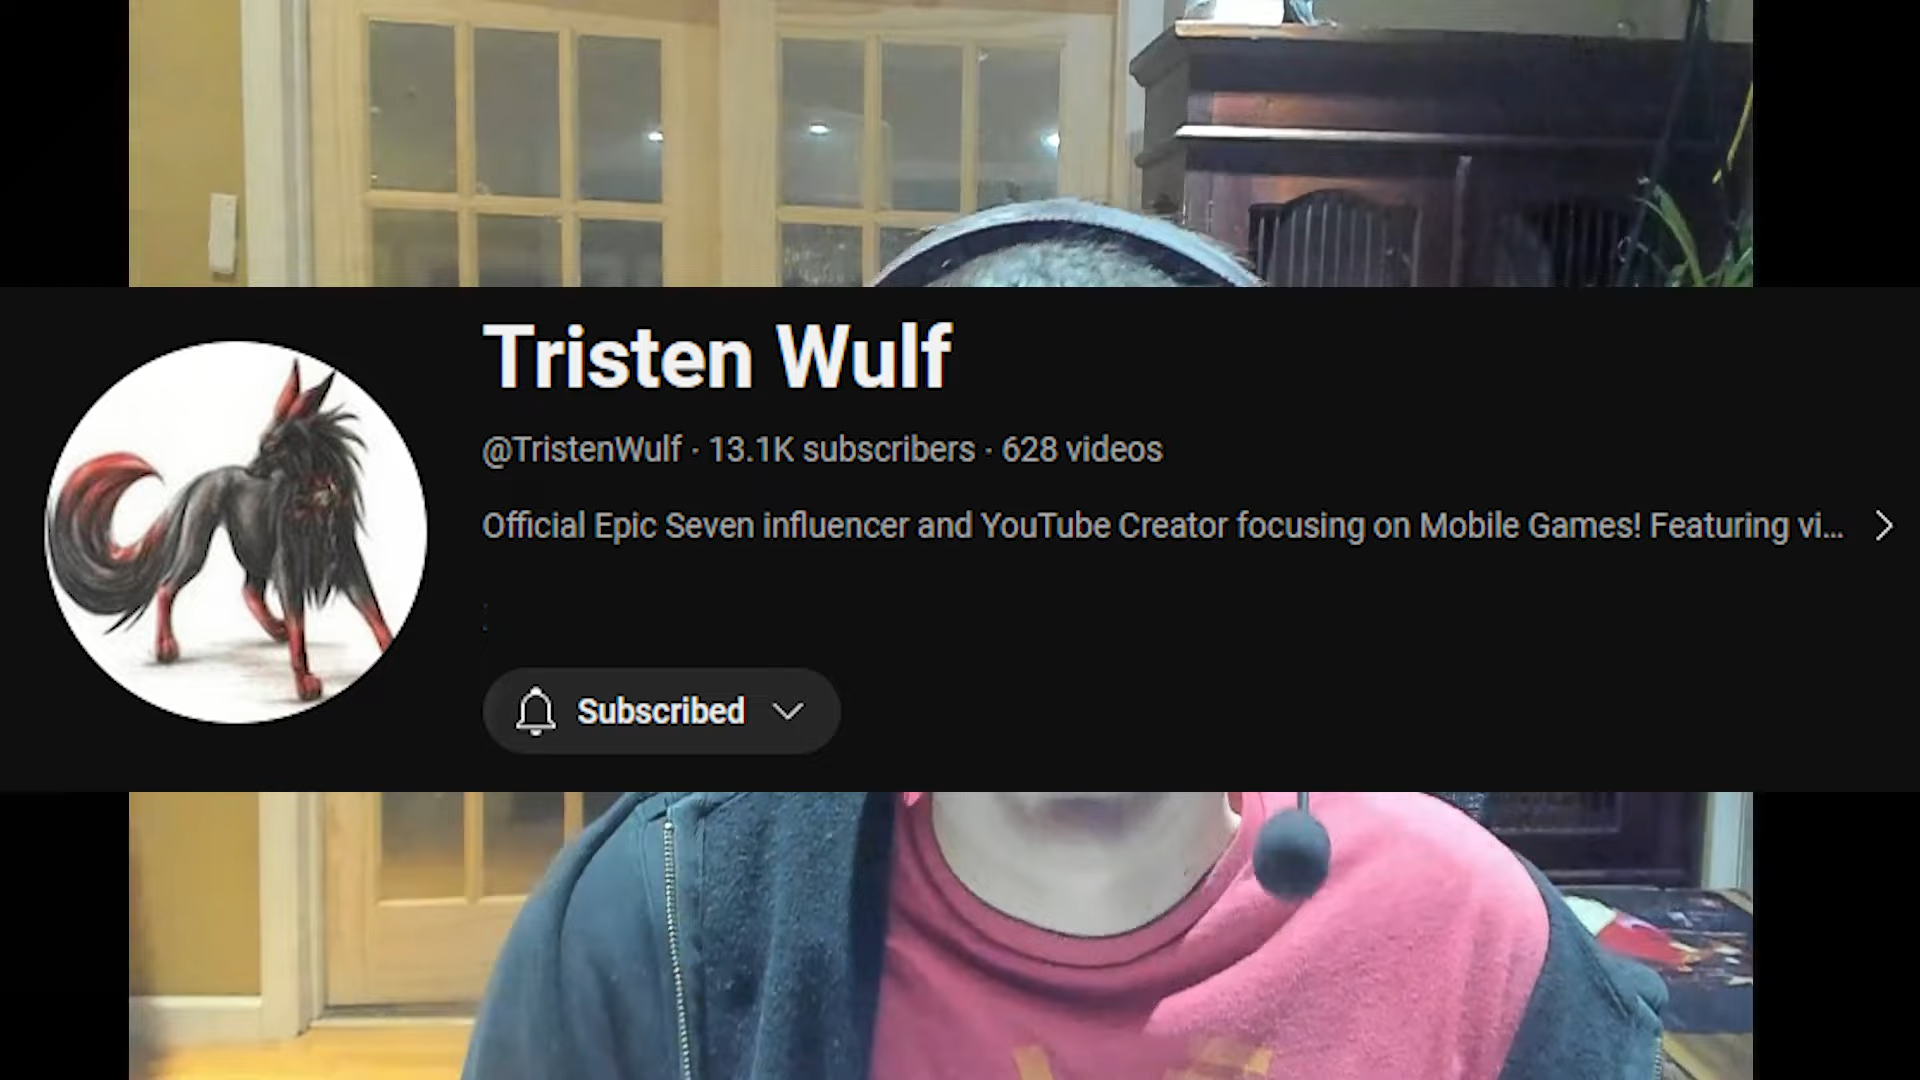 Tristen Wulf
@TristenWulf · 13.1K subscribers · 628 videos
Official Epic Seven influencer and YouTube Creator focusing on Mobile Games! Featuring vi...
Subscribed